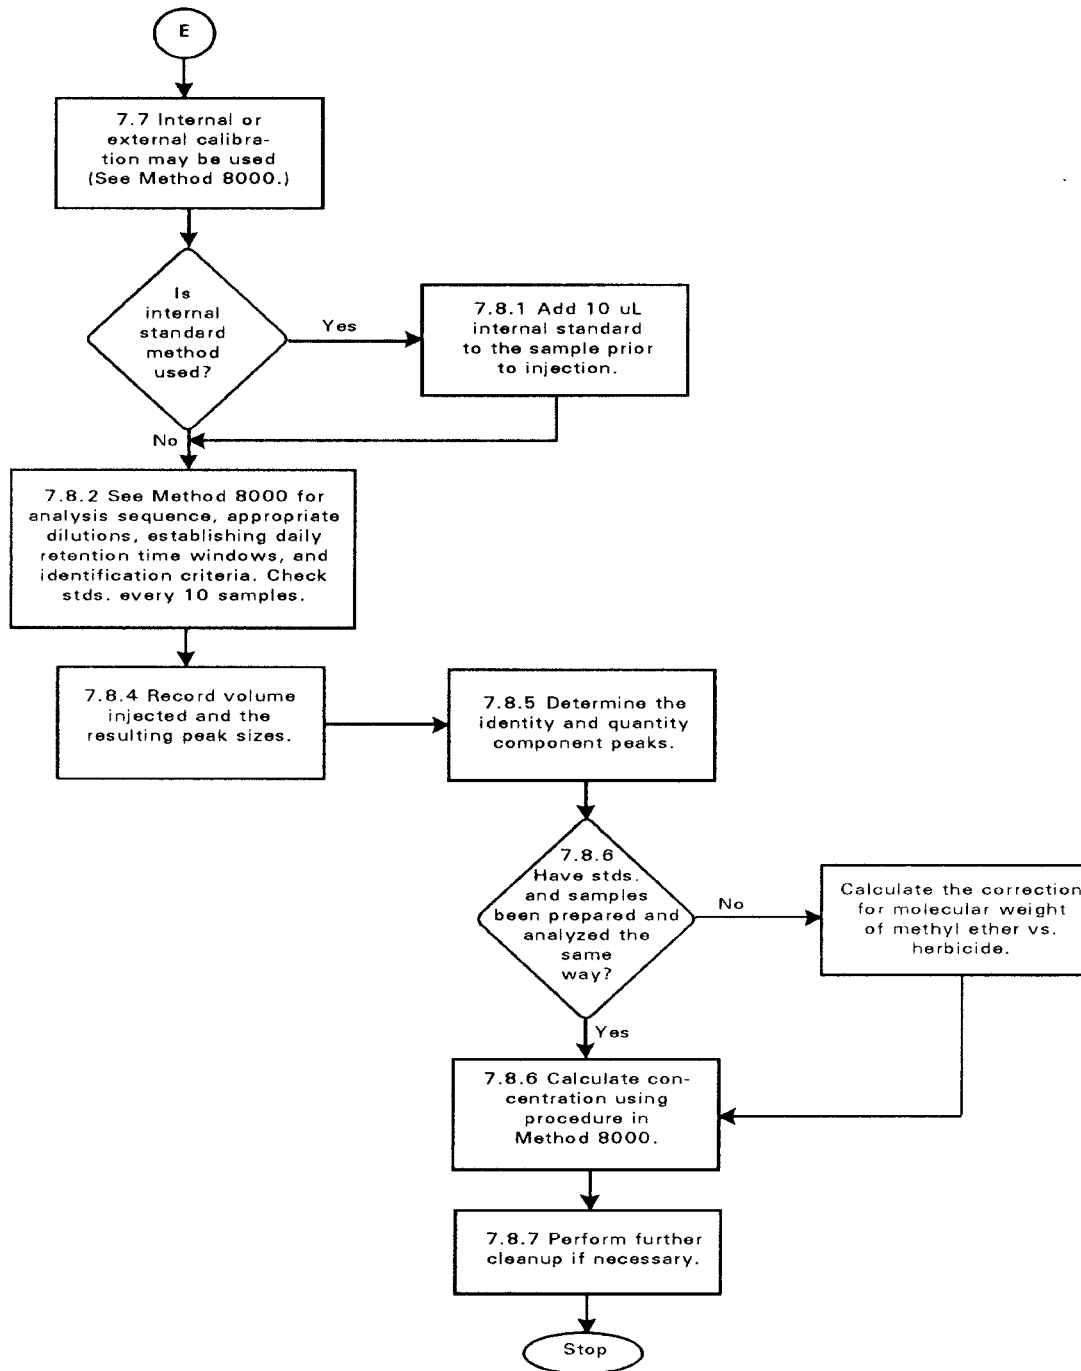 E
7.7 Internal or
external calibra-
tion may be used
(See Method 8000.)
Is
internal
standard
method
used?
Yes
7.8.1 Add 10 uL
internal standard
to the sample prior
to injection.
No
7.8.2 See Method 8000 for
analysis sequence, appropriate
dilutions, establishing daily
retention time windows, and
identification criteria. Check
stds. every 10 samples.
7.8.4 Record volume
injected and the
resulting peak sizes.
7.8.5 Determine the
identity and quantity
component peaks.
7.8.6
Have stds.
and samples
been prepared and
analyzed the
same
way?
No
Calculate the correction
for molecular weight
of methyl ether vs.
herbicide.
Yes
7.8.6 Calculate con-
centration using
procedure in
Method 8000.
7.8.7 Perform further
cleanup if necessary.
Stop